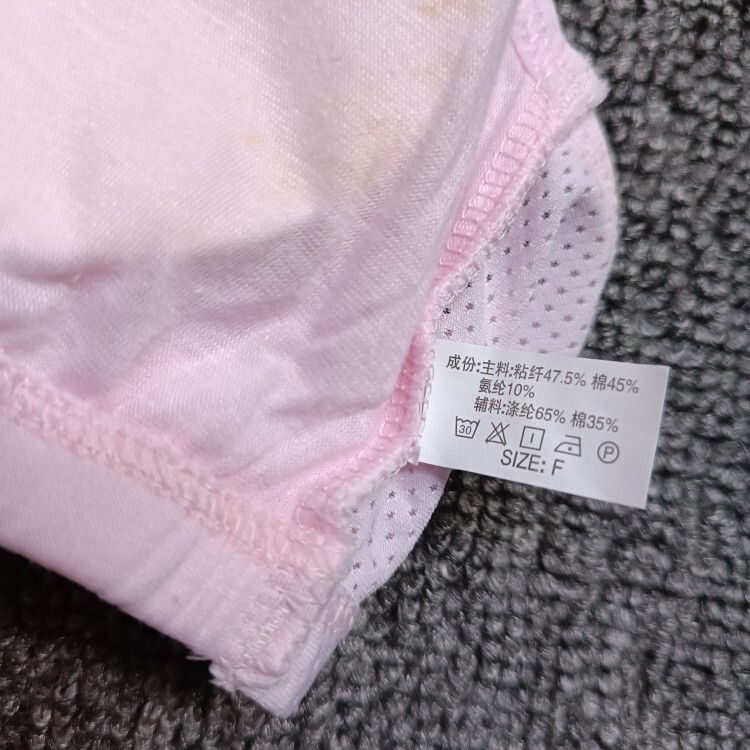 成份:主料:粘纤47.5% 棉45%
氨纶10%
辅料:涤纶65% 棉35%
30 P
SIZE: F